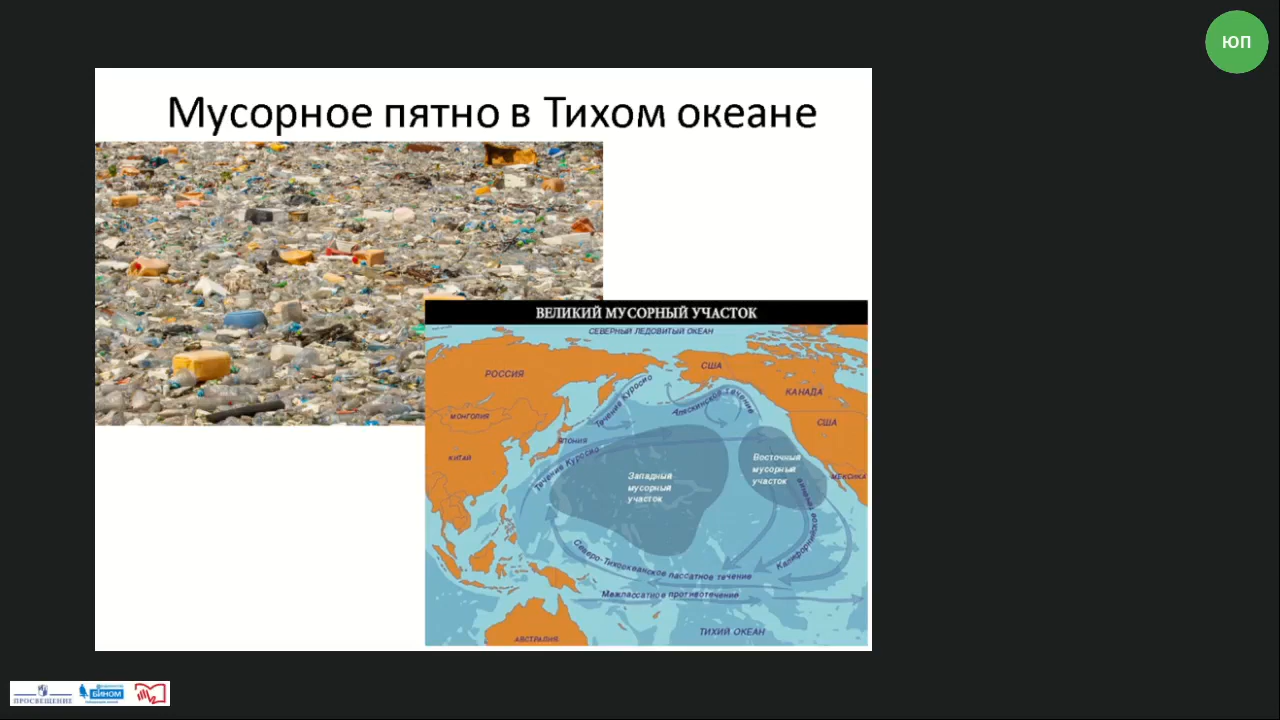 ЮП
Мусорное пятно в Тихом океане
ВЕЛИКИЙ МУСОРНЫЙ УЧАСТОК
СЕВЕРНЫЙ ЛЕДОВИТЫЙ ОКЕАН
РОССИЯ
США
КАНАДА
Течение Куросио
Аляскинское Течение
МОНГОЛИЯ
США
ЯПОНИЯ
КИТАЙ
Течение Куросио
Западный
мусорный
участок
Восточный
мусорный
участок
МЕКСИКА
Калифорнийское течение
Северо-Тихоокеанское пассатное течение
Межпассатное противотечение
ТИХИЙ ОКЕАН
АВСТРАЛИЯ
ПРОСВЕЩЕНИЕ
БИНОМ